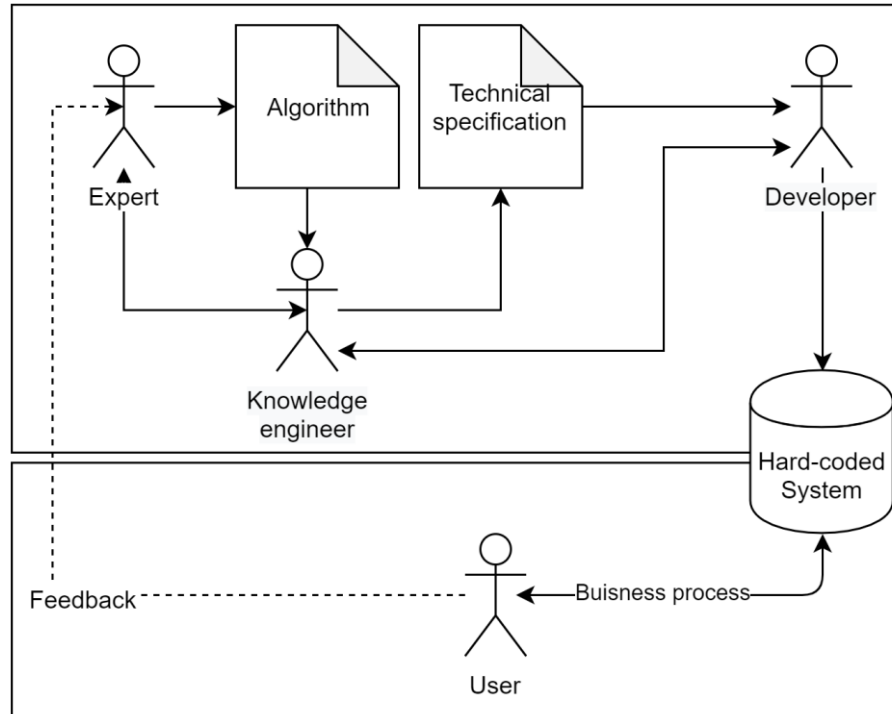 Algorithm
Technical
specification
Expert
Developer
Knowledge
engineer
Hard-coded
System
Feedback
Buisness process
User